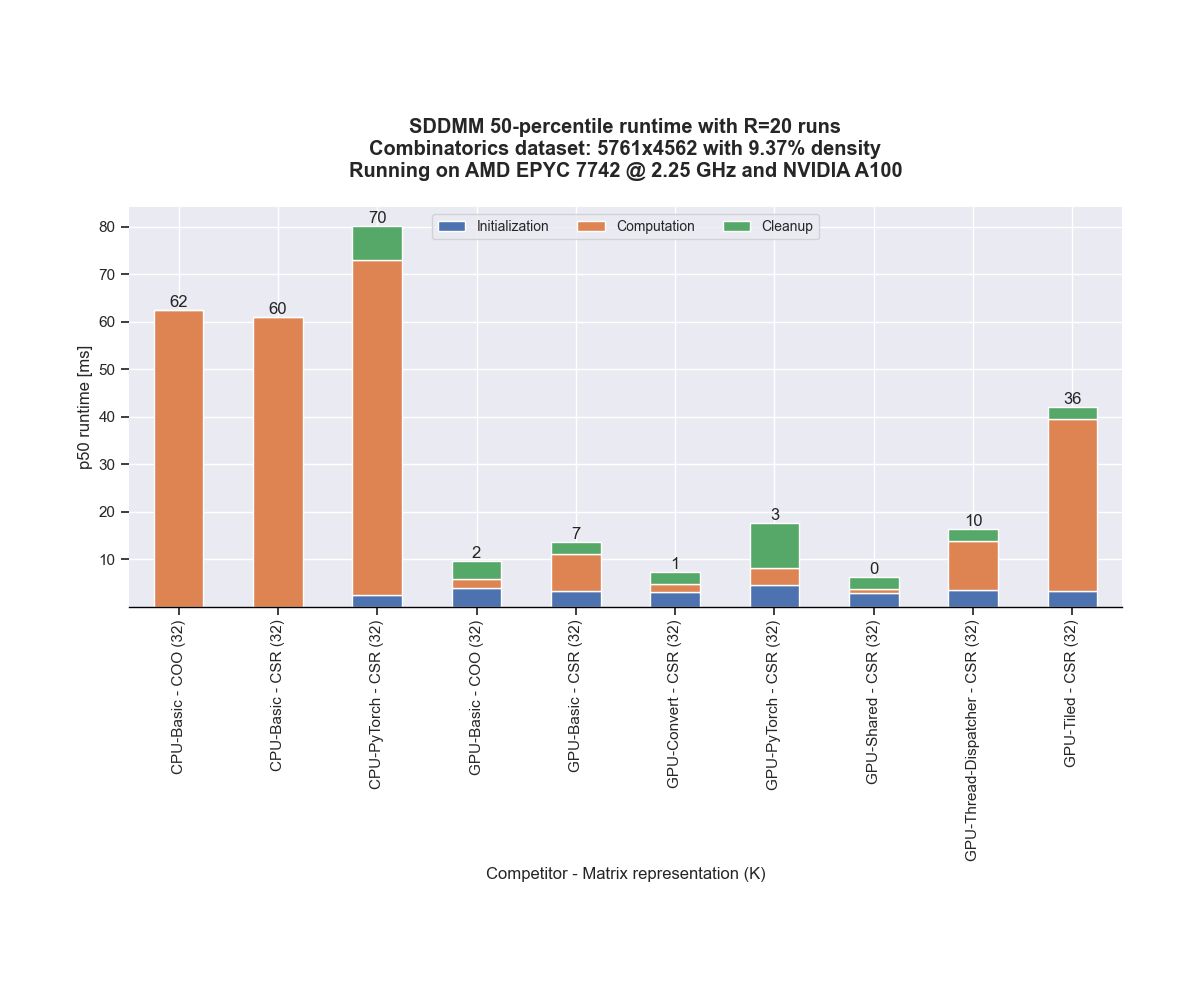 SDDMM 50-percentile runtime with R=20 runs
Combinatorics dataset: 5761x4562 with 9.37% density
Running on AMD EPYC 7742 @ 2.25 GHz and NVIDIA A100
Initialization Computation Cleanup
p50 runtime [ms]
80
70
60
50
40
30
20
10
62
60
70
2
7
1
3
0
10
36
CPU-Basic - COO (32)
CPU-Basic - CSR (32)
CPU-PyTorch - CSR (32)
GPU-Basic - COO (32)
GPU-Basic - CSR (32)
GPU-Convert - CSR (32)
GPU-PyTorch - CSR (32)
GPU-Shared - CSR (32)
GPU-Thread-Dispatcher - CSR (32)
GPU-Tiled - CSR (32)
Competitor - Matrix representation (K)